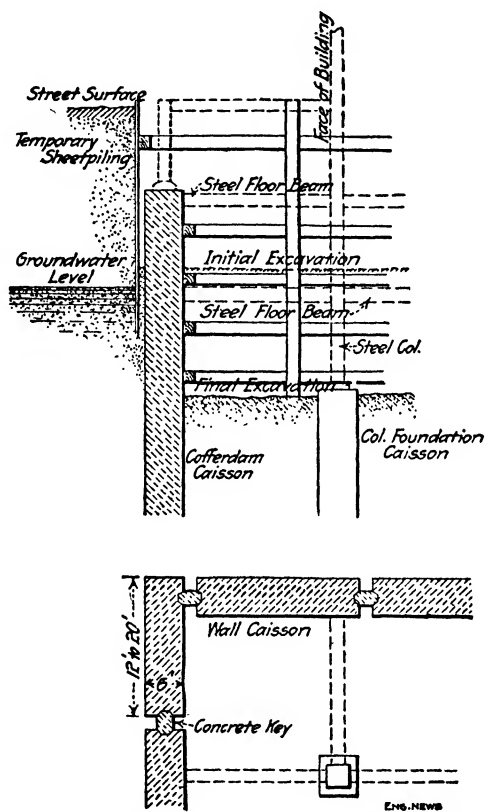 Face of Building
Street Surface
Temporary
Sheetpiling
Steel Floor Beam
Groundwater
Level
Initial Excavation
Steel Floor Beam
Steel Col.
Final Excavation
Cofferdam
Caisson
Col. Foundation
Caisson
12' to 20'
Wall Caisson
6'
Concrete Key
ENG. NEWS